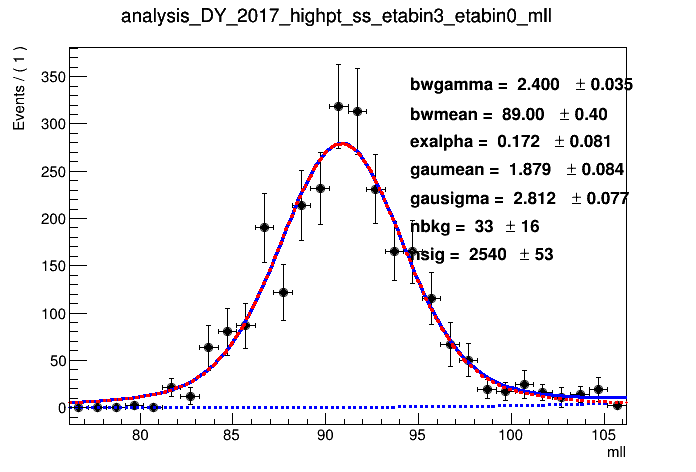 analysis_DY_2017_highpt_ss_etabin3_etabin0_mll
Events / ( 1 )
350
300
250
200
150
100
50
0
bwgamma = 2.400 ± 0.035
bwmean = 89.00 ± 0.40
exalpha = 0.172 ± 0.081
gaumean = 1.879 ± 0.084
gausigma = 2.812 ± 0.077
nbkg = 33 ± 16
nsig = 2540 ± 53
80 85 90 95 100 105
mll